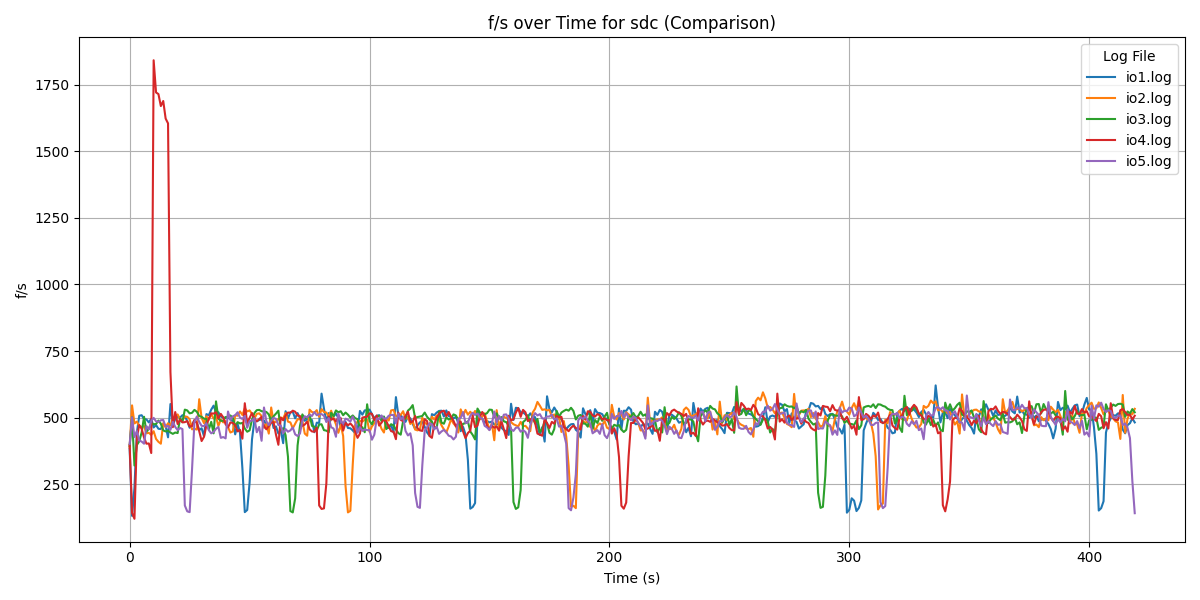 f/s over Time for sdc (Comparison)
Log File
io1.log
io2.log
io3.log
io4.log
io5.log
1750
1500
1250
1000
750
500
250
f/s
0 100 200 300 400
Time (s)